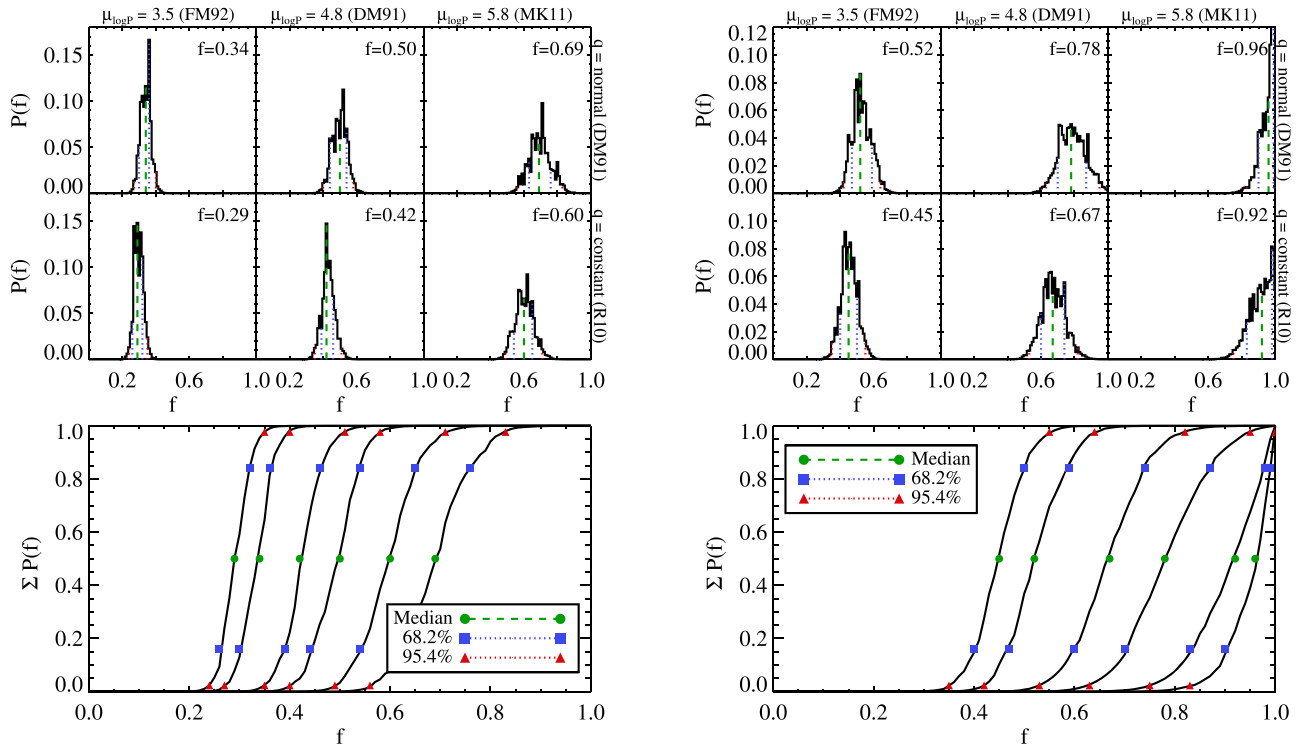 μlogP = 3.5 (FM92) μlogP = 4.8 (DM91) μlogP = 5.8 (MK11)
0.15
0.10
0.05
0.00
P(f)
f=0.34
f=0.50
f=0.69
q = normal (DM91)
0.15
0.10
0.05
0.00
P(f)
f=0.29
f=0.42
f=0.60
q = constant (R10)
0.2 0.6 1.0 0.2 0.6 1.0 0.2 0.6 1.0
f f f
1.0
0.8
0.6
0.4
0.2
0.0
Σ P(f)
Median
68.2%
95.4%
0.0 0.2 0.4 0.6 0.8 1.0
f
μlogP = 3.5 (FM92) μlogP = 4.8 (DM91) μlogP = 5.8 (MK11)
0.12
0.10
0.08
0.06
0.04
0.02
0.00
P(f)
f=0.52
f=0.78
f=0.96
q = normal (DM91)
0.10
0.08
0.06
0.04
0.02
0.00
P(f)
f=0.45
f=0.67
f=0.92
q = constant (R10)
0.2 0.6 1.0 0.2 0.6 1.0 0.2 0.6 1.0
f f f
1.0
0.8
0.6
0.4
0.2
0.0
Σ P(f)
Median
68.2%
95.4%
0.0 0.2 0.4 0.6 0.8 1.0
f